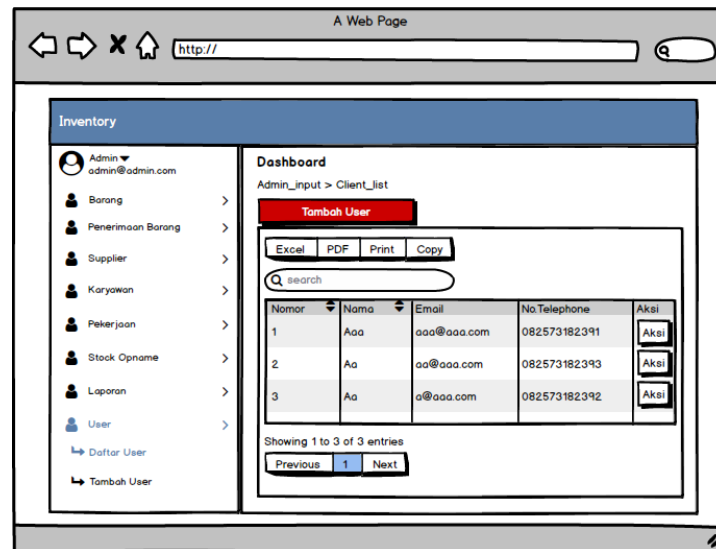 A Web Page
http://
Inventory
Admin
admin@admin.com
Barang
Penerimaan Barang
Supplier
Karyawan
Pekerjaan
Stock Opname
Laporan
User
Daftar User
Tambah User
Dashboard
Admin_input > Client_list
Tambah User
Excel PDF Print Copy
search
Nomor Nama Email No.Telephone Aksi
1 Aaa aaa@aaa.com 082573182391 Aksi
2 Aa aa@aaa.com 082573182393 Aksi
3 Aa a@aaa.com 082573182392 Aksi
Showing 1 to 3 of 3 entries
Previous 1 Next